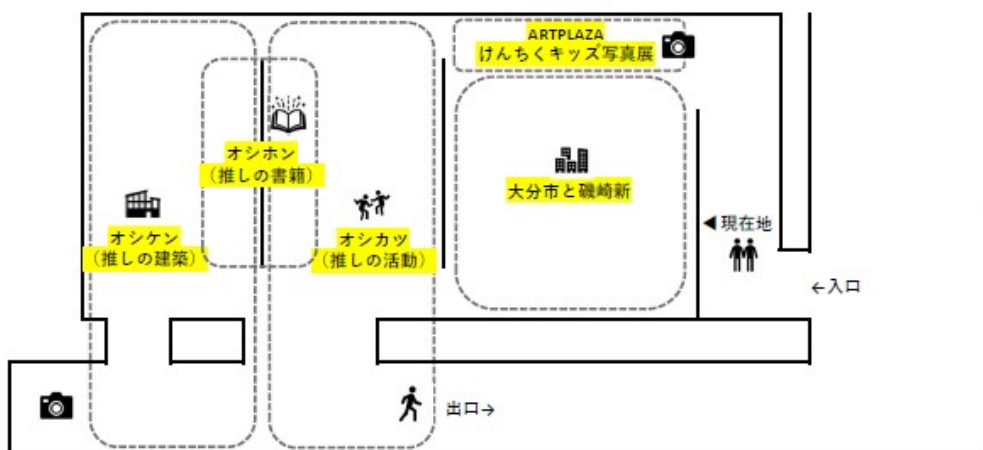 ARTPLAZA
けんちくキッズ写真展
オシホン
（推しの書籍）
大分市と磯崎新
オシケン
（推しの建築）
オシカツ
（推しの活動）
◀現在地
←入口
出口→